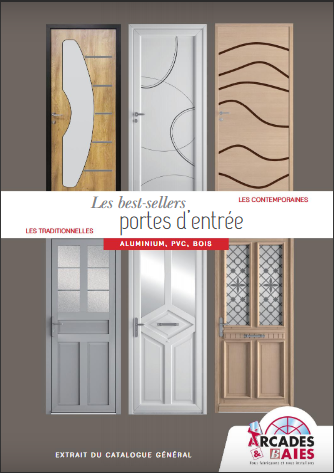 Les best-sellers
LES CONTEMPORAINES
portes d'entrée
LES TRADITIONNELLES
ALUMINIUM, PVC, BOIS
ARCADES
& BAIES
EXTRAIT DU CATALOGUE GÉNÉRAL